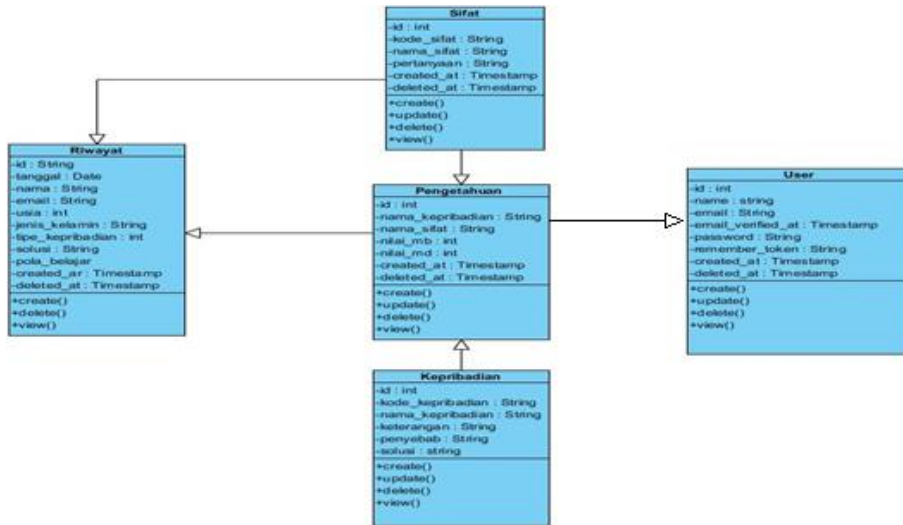 Sifat
-id : int
-kode_sifat : String
-nama_sifat : String
-pertanyaan : String
-created_at : Timestamp
-deleted_at : Timestamp
+create()
+update()
+delete()
+view()
Riwayat
-id : String
-tanggal : Date
-nama : String
-email : String
-usia : int
-jenis_kelamin : String
-tipe_kepribadian : int
-solusi : String
-pola_belajar
-created_ar : Timestamp
-deleted_at : Timestamp
+create()
+delete()
+view()
Pengetahuan
-id : int
-nama_kepribadian : String
-nama_sifat : String
-nilai_mb : int
-nilai_md : int
-created_at : Timestamp
-deleted_at : Timestamp
+create()
+update()
+delete()
+view()
User
-id : int
-name : string
-email : String
-email_verified_at : Timestamp
-password : String
-remember_token : String
-created_at : Timestamp
-deleted_at : Timestamp
+create()
+update()
+delete()
+view()
Kepribadian
-id : int
-kode_kepribadian : String
-nama_kepribadian : String
-keterangan : String
-penyebab : String
-solusi : string
+create()
+update()
+delete()
+view()